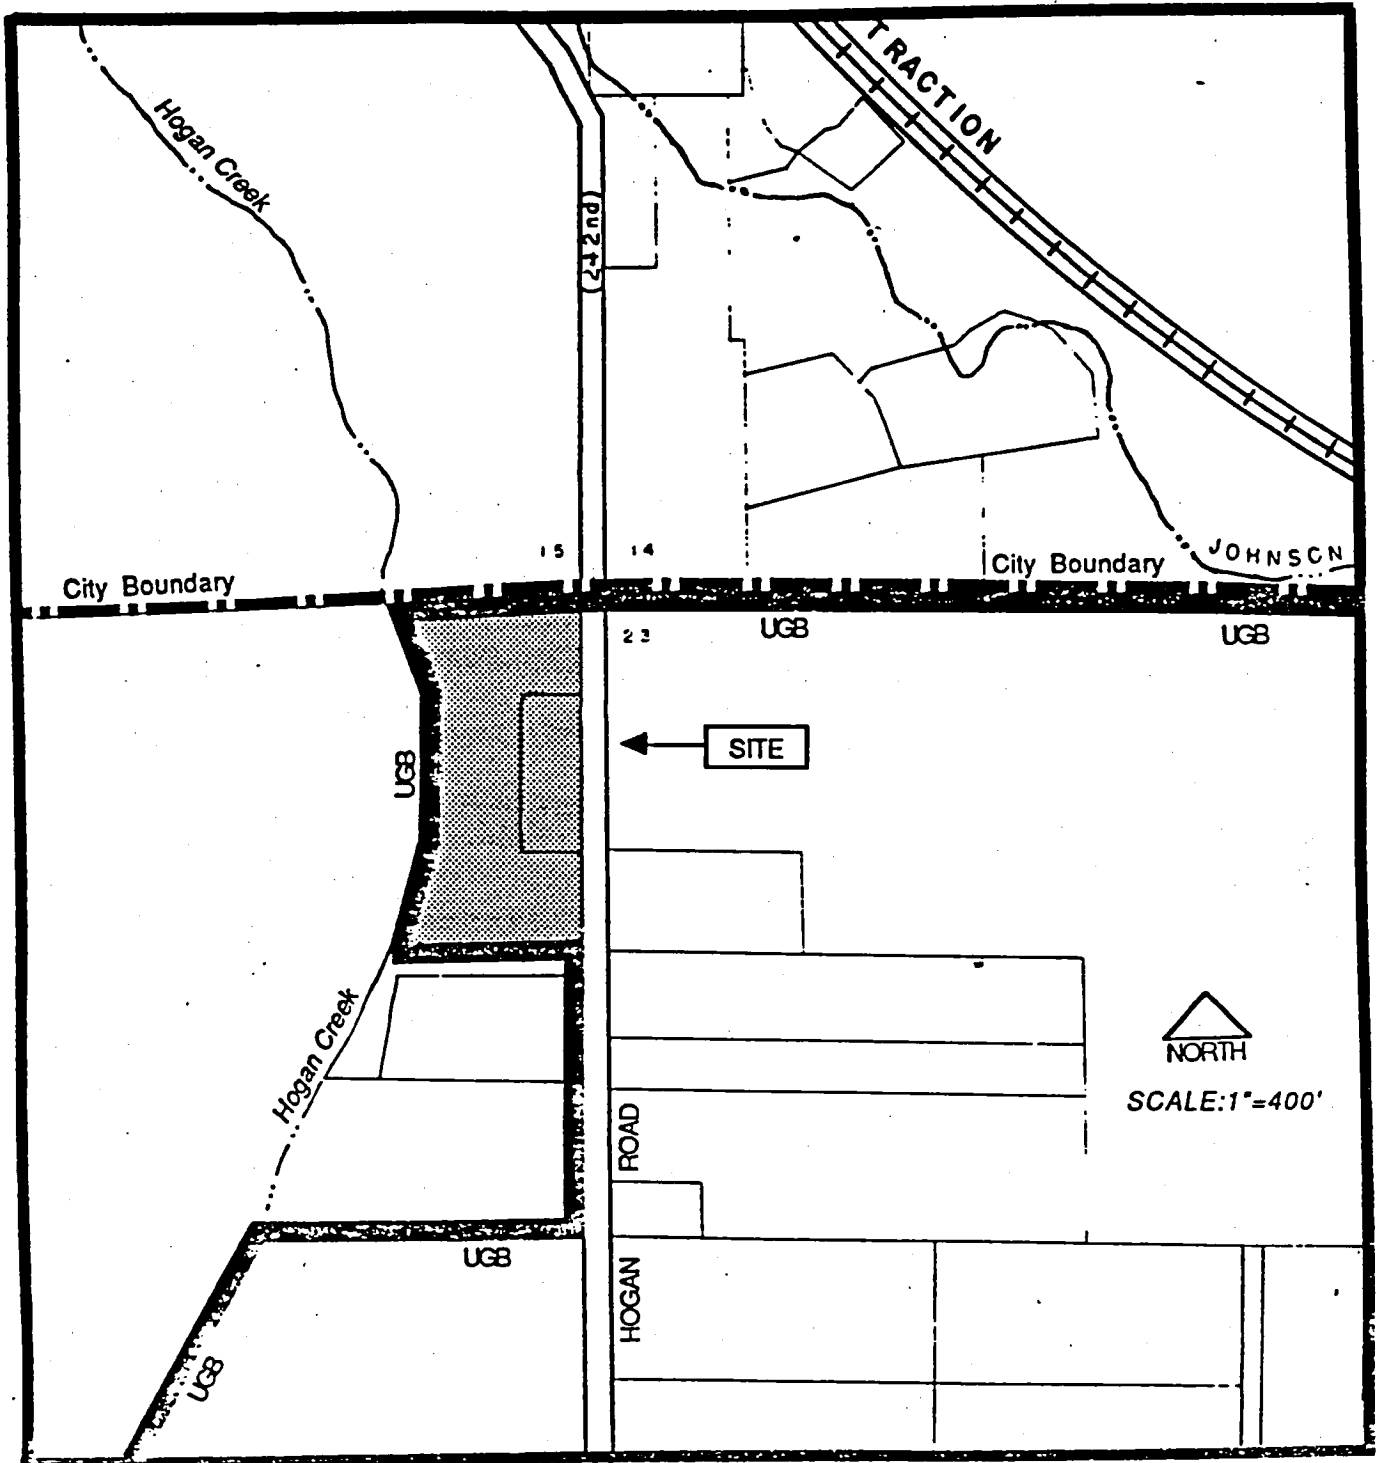 TRACTION
Hogan Creek
(242nd)
15
14
JOHNSON
City Boundary
City Boundary
23
UGB
UGB
SITE
UGB
Hogan Creek
NORTH
SCALE:1"=400'
ROAD
UGB
HOGAN
UGB